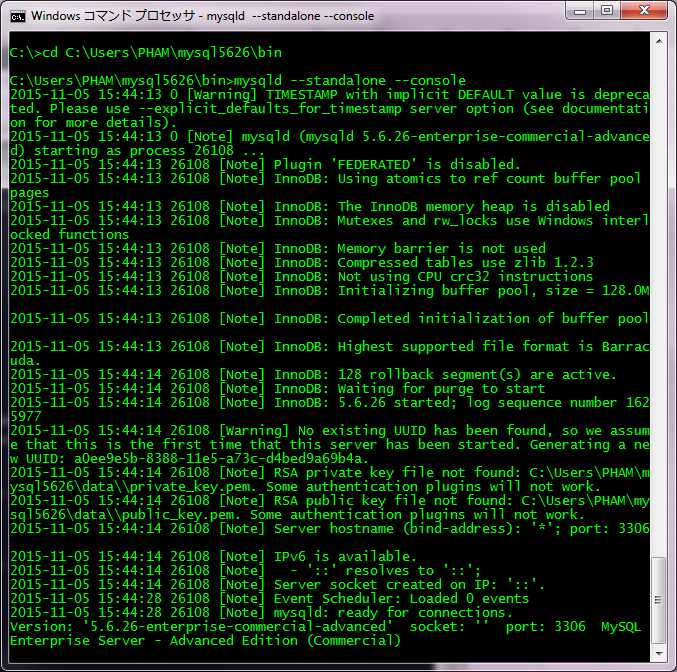 Windows コマンド プロセッサ - mysqld  --standalone --console
C:\>cd C:\Users\PHAM\mysql5626\bin
C:\Users\PHAM\mysql5626\bin>mysqld --standalone --console
2015-11-05 15:44:13 0 [Warning] TIMESTAMP with implicit DEFAULT value is depreca
ted. Please use --explicit_defaults_for_timestamp server option (see documentati
on for more details).
2015-11-05 15:44:13 0 [Note] mysqld (mysqld 5.6.26-enterprise-commercial-advance
d) starting as process 26108 ...
2015-11-05 15:44:13 26108 [Note] Plugin 'FEDERATED' is disabled.
2015-11-05 15:44:13 26108 [Note] InnoDB: Using atomics to ref count buffer pool
pages
2015-11-05 15:44:13 26108 [Note] InnoDB: The InnoDB memory heap is disabled
2015-11-05 15:44:13 26108 [Note] InnoDB: Mutexes and rw_locks use Windows interl
ocked functions
2015-11-05 15:44:13 26108 [Note] InnoDB: Memory barrier is not used
2015-11-05 15:44:13 26108 [Note] InnoDB: Compressed tables use zlib 1.2.3
2015-11-05 15:44:13 26108 [Note] InnoDB: Not using CPU crc32 instructions
2015-11-05 15:44:13 26108 [Note] InnoDB: Initializing buffer pool, size = 128.0M
2015-11-05 15:44:13 26108 [Note] InnoDB: Completed initialization of buffer pool
2015-11-05 15:44:13 26108 [Note] InnoDB: Highest supported file format is Barrac
uda.
2015-11-05 15:44:14 26108 [Note] InnoDB: 128 rollback segment(s) are active.
2015-11-05 15:44:14 26108 [Note] InnoDB: Waiting for purge to start
2015-11-05 15:44:14 26108 [Note] InnoDB: 5.6.26 started; log sequence number 162
5977
2015-11-05 15:44:14 26108 [Warning] No existing UUID has been found, so we assum
e that this is the first time that this server has been started. Generating a ne
w UUID: a0ee9e5b-8388-11e5-a73c-d4bed9a69b4a.
2015-11-05 15:44:14 26108 [Note] RSA private key file not found: C:\Users\PHAM\m
ysql5626\data\\private_key.pem. Some authentication plugins will not work.
2015-11-05 15:44:14 26108 [Note] RSA public key file not found: C:\Users\PHAM\my
sql5626\data\\public_key.pem. Some authentication plugins will not work.
2015-11-05 15:44:14 26108 [Note] Server hostname (bind-address): '*'; port: 3306
2015-11-05 15:44:14 26108 [Note] IPv6 is available.
2015-11-05 15:44:14 26108 [Note]   - '::' resolves to '::';
2015-11-05 15:44:14 26108 [Note] Server socket created on IP: '::'.
2015-11-05 15:44:28 26108 [Note] Event Scheduler: Loaded 0 events
2015-11-05 15:44:28 26108 [Note] mysqld: ready for connections.
Version: '5.6.26-enterprise-commercial-advanced'  socket: ''  port: 3306  MySQL
Enterprise Server - Advanced Edition (Commercial)